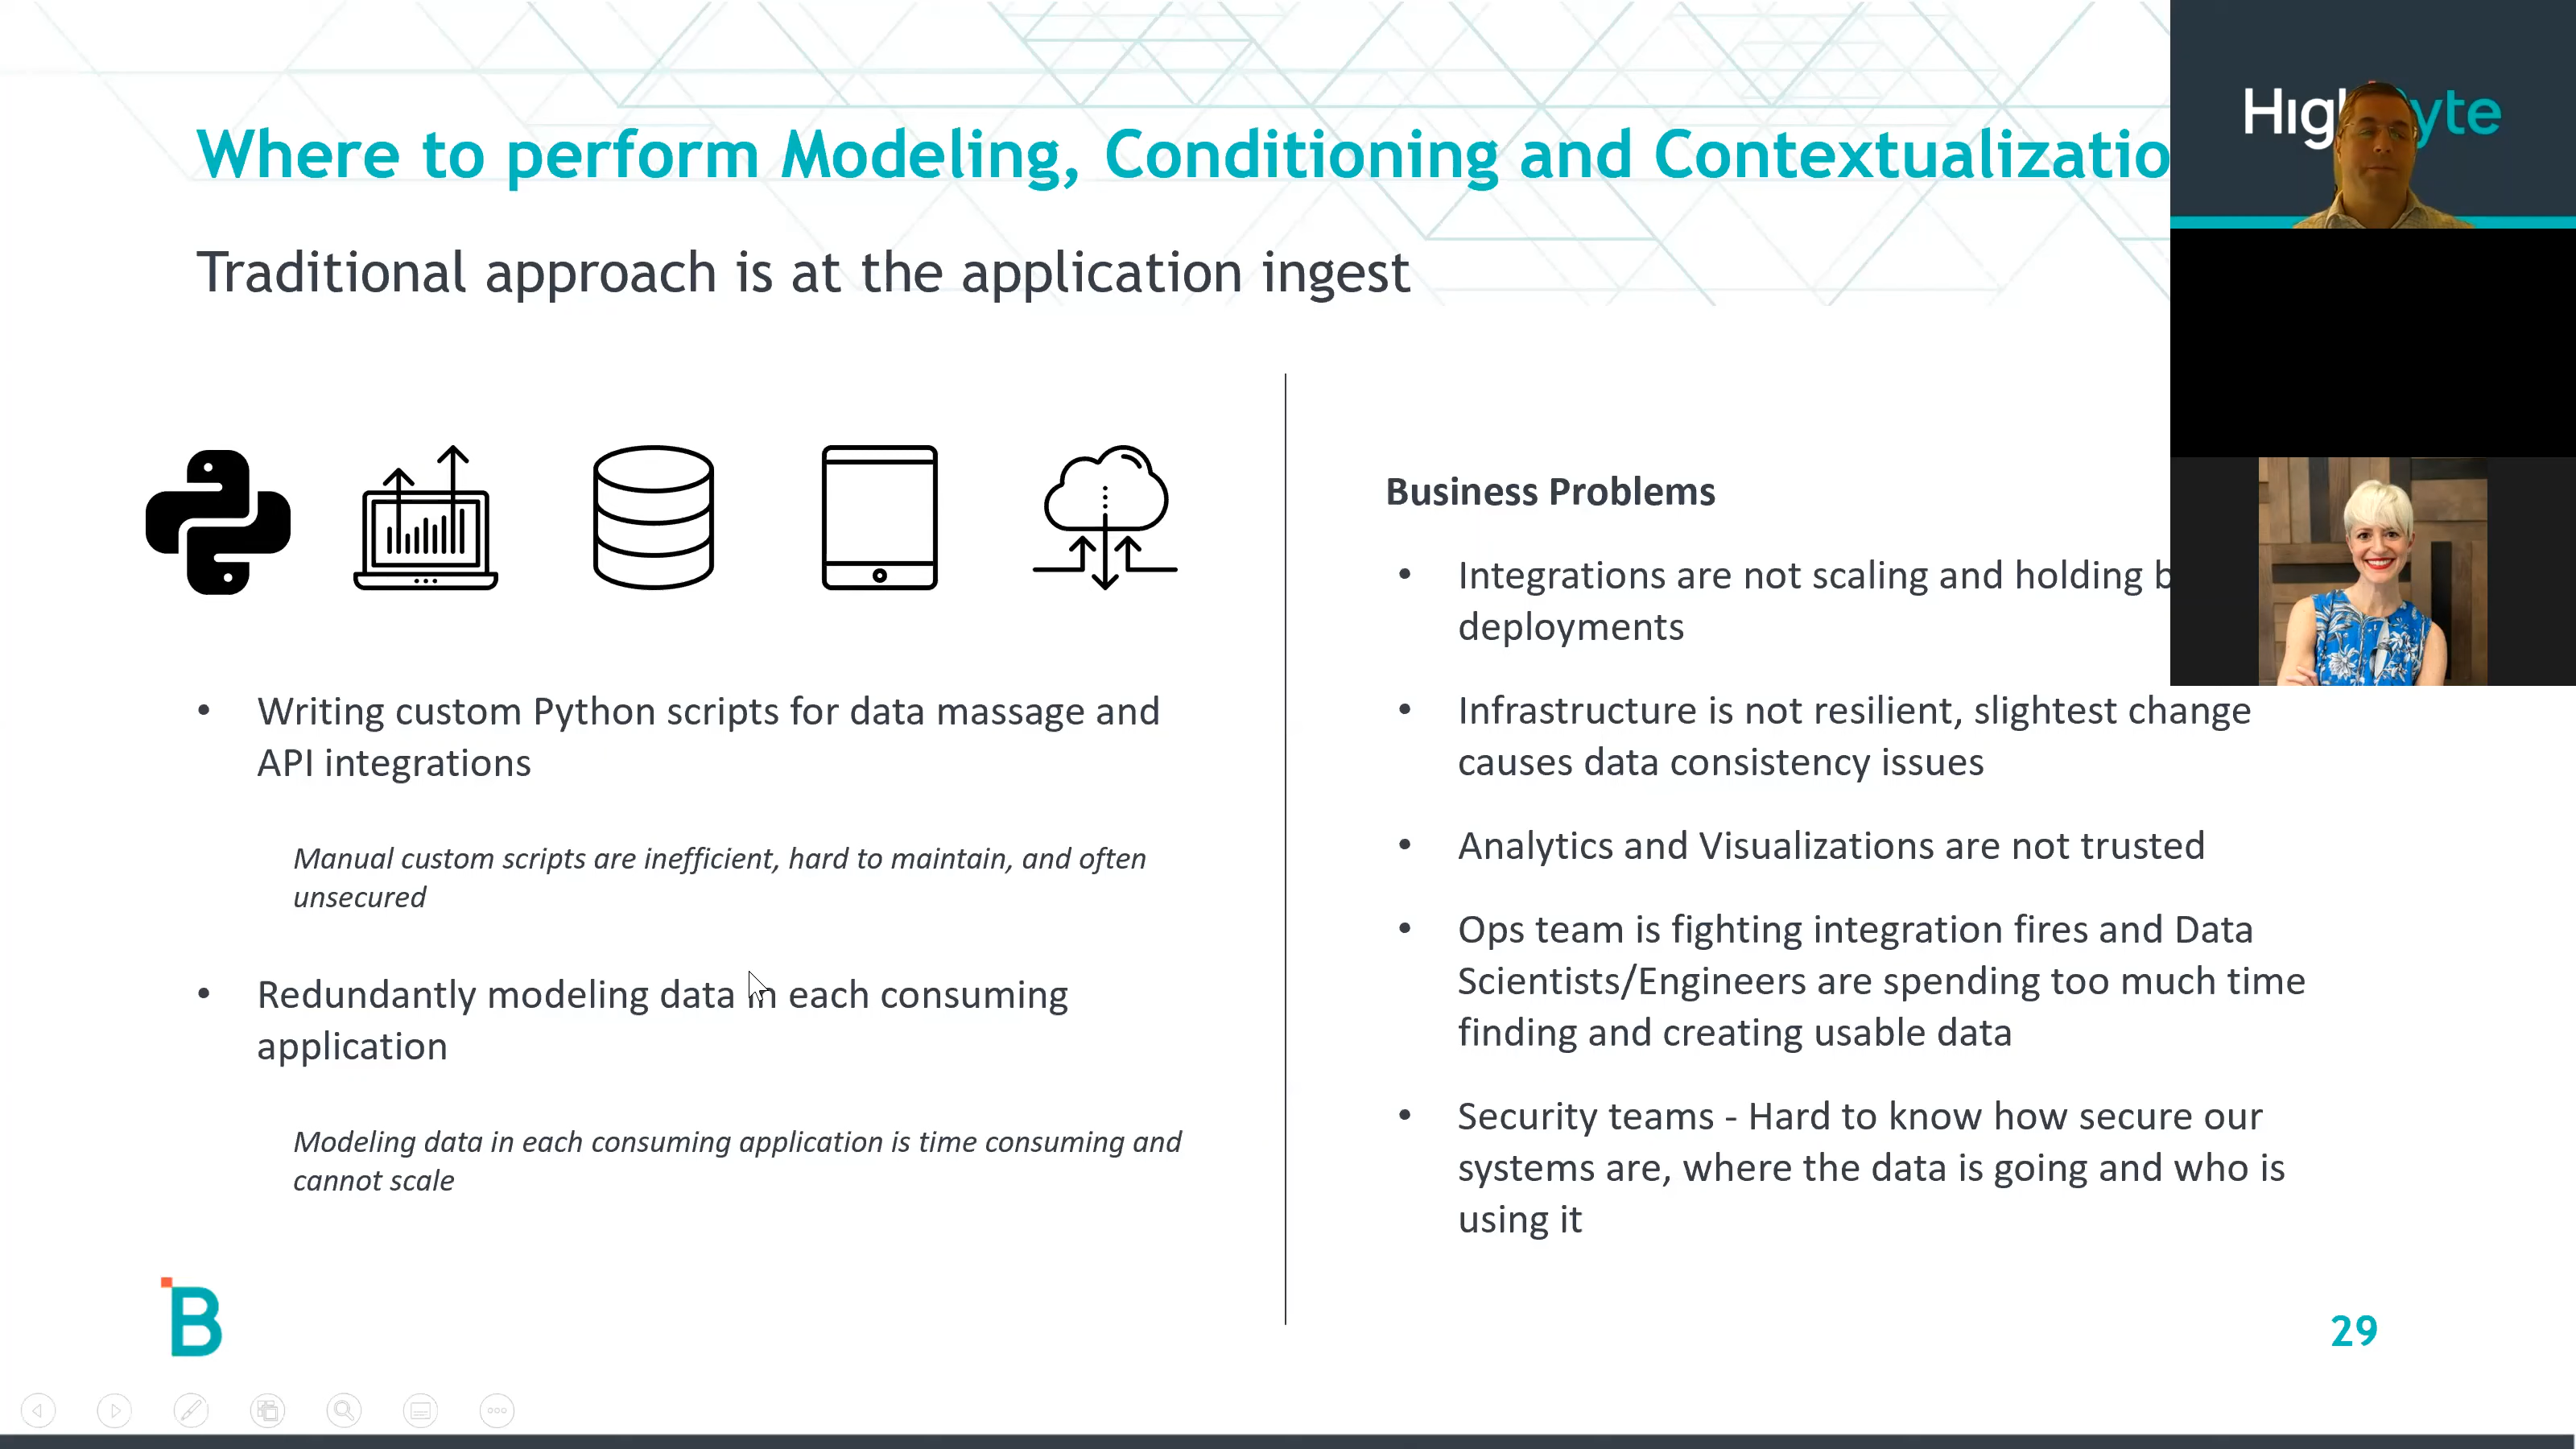 Where to perform Modeling, Conditioning and Contextualizatio
Traditional approach is at the application ingest
Writing custom Python scripts for data massage and
API integrations
Manual custom scripts are inefficient, hard to maintain, and often
unsecured
Redundantly modeling data in each consuming
application
Modeling data in each consuming application is time consuming and
cannot scale
Business Problems
Integrations are not scaling and holding
deployments
Infrastructure is not resilient, slightest change
causes data consistency issues
Analytics and Visualizations are not trusted
Ops team is fighting integration fires and Data
Scientists/Engineers are spending too much time
finding and creating usable data
Security teams - Hard to know how secure our
systems are, where the data is going and who is
using it
B
29